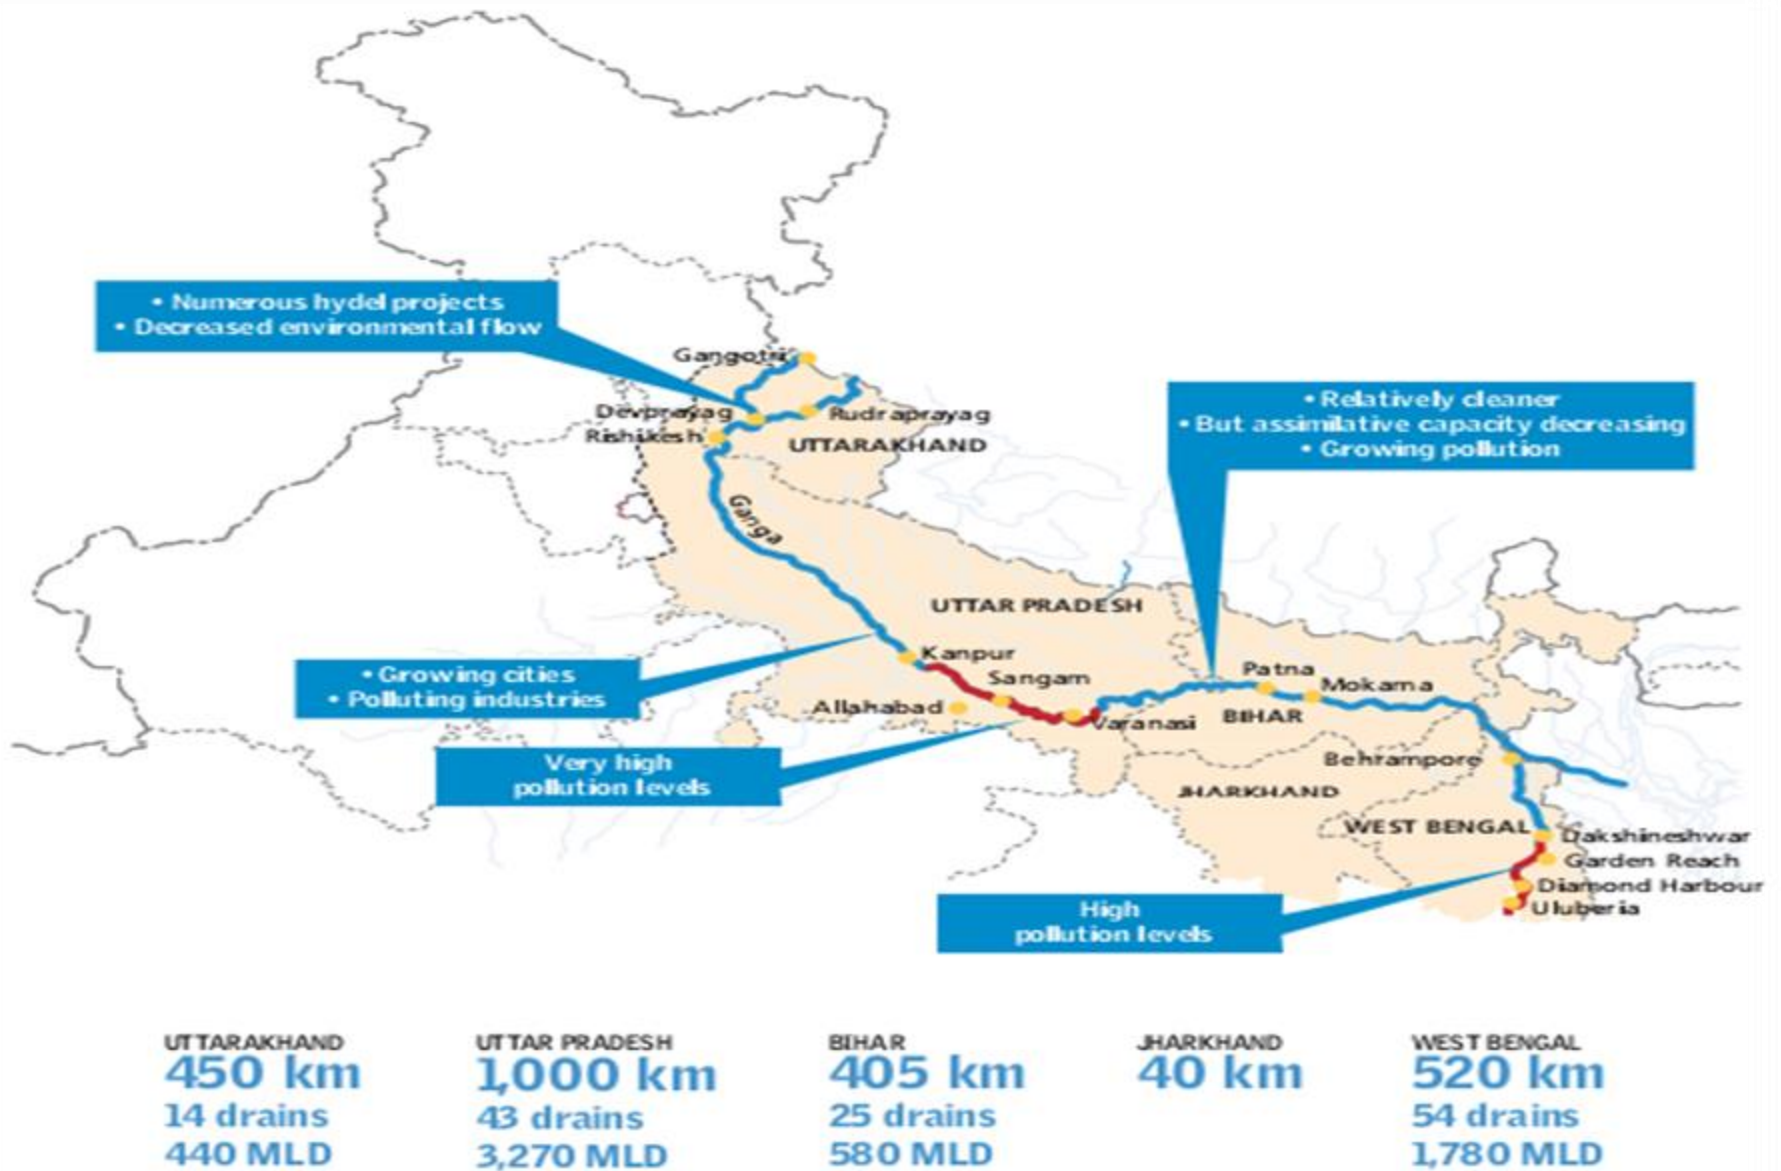 • Numerous hydel projects
• Decreased environmental flow
Gangotri
Devprayag
Rudraprayag
Rishikesh
UTTARAKHAND
• Relatively cleaner
• But assimilative capacity decreasing
• Growing pollution
Ganga
UTTAR PRADESH
Kanpur
• Growing cities
• Polluting industries
Sangam
Patna
Mokama
Allahabad
Varanasi
BIHAR
Very high
pollution levels
Behrampore
JHARKHAND
WEST BENGAL
Dakshineshwar
Garden Reach
Diamond Harbour
Uluberia
High
pollution levels
UTTARAKHAND
450 km
14 drains
440 MLD
UTTAR PRADESH
1,000 km
43 drains
3,270 MLD
BIHAR
405 km
25 drains
580 MLD
JHARKHAND
40 km
WEST BENGAL
520 km
54 drains
1,780 MLD